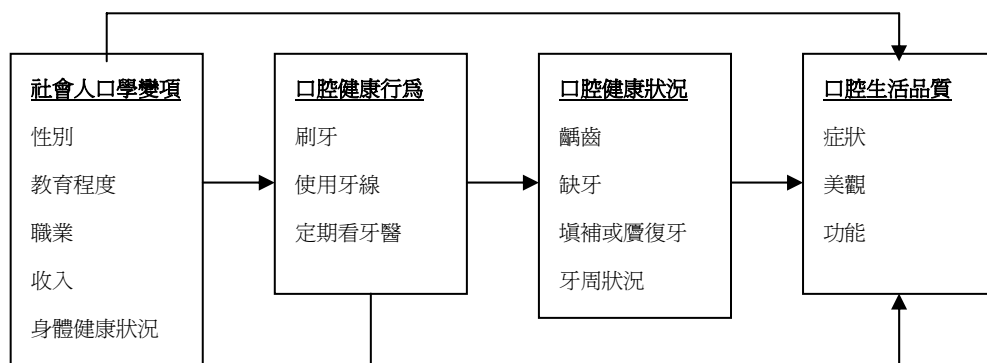 社會人口學變項
性別
教育程度
職業
收入
身體健康狀況
口腔健康行為
刷牙
使用牙線
定期看牙醫
口腔健康狀況
齲齒
缺牙
填補或贋復牙
牙周狀況
口腔生活品質
症狀
美觀
功能